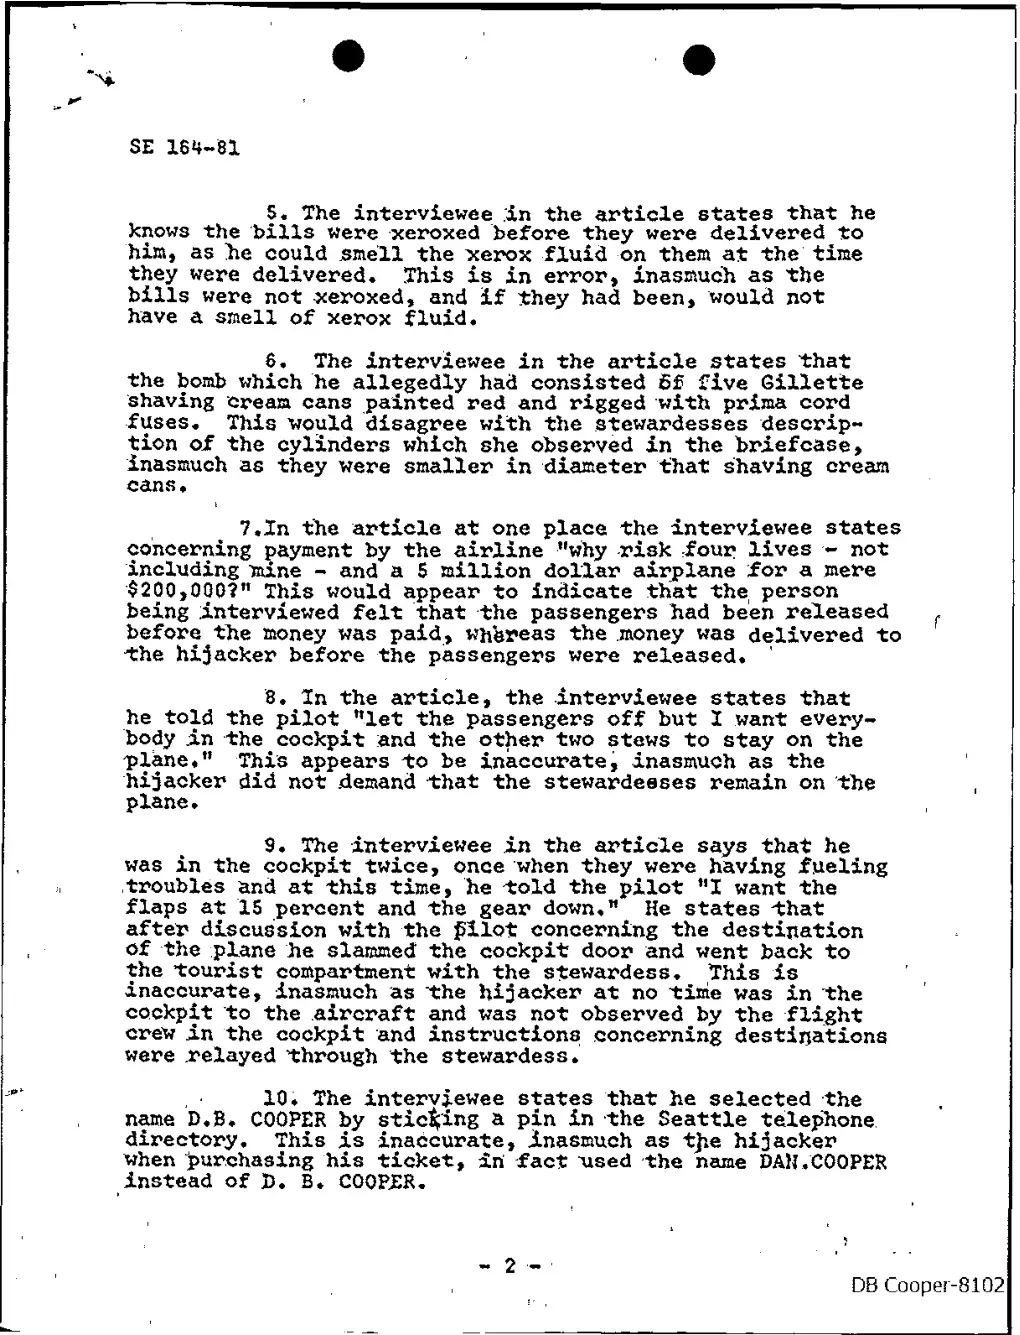 SE 164-81
5. The interviewee in the article states that he
knows the bills were xeroxed before they were delivered to
him, as he could smell the xerox fluid on them at the time
they were delivered. This is in error, inasmuch as the
bills were not xeroxed, and if they had been, would not
have a smell of xerox fluid.
6. The interviewee in the article states that
the bomb which he allegedly had consisted of five Gillette
shaving cream cans painted red and rigged with prima cord
fuses. This would disagree with the stewardesses descrip-
tion of the cylinders which she observed in the briefcase,
inasmuch as they were smaller in diameter that shaving cream
cans.
7.In the article at one place the interviewee states
concerning payment by the airline "why risk four lives - not
including mine - and a 5 million dollar airplane for a mere
$200,000?" This would appear to indicate that the person
being interviewed felt that the passengers had been released
before the money was paid, whereas the money was delivered to
the hijacker before the passengers were released.
8. In the article, the interviewee states that
he told the pilot "let the passengers off but I want every-
body in the cockpit and the other two stews to stay on the
plane." This appears to be inaccurate, inasmuch as the
hijacker did not demand that the stewardesses remain on the
plane.
9. The interviewee in the article says that he
was in the cockpit twice, once when they were having fueling
troubles and at this time, he told the pilot "I want the
flaps at 15 percent and the gear down." He states that
after discussion with the pilot concerning the destination
of the plane he slammed the cockpit door and went back to
the tourist compartment with the stewardess. This is
inaccurate, inasmuch as the hijacker at no time was in the
cockpit to the aircraft and was not observed by the flight
crew in the cockpit and instructions concerning destinations
were relayed through the stewardess.
10. The interviewee states that he selected the
name D.B. COOPER by sticking a pin in the Seattle telephone
directory. This is inaccurate, inasmuch as the hijacker
when purchasing his ticket, in fact used the name DAN.COOPER
instead of D. B. COOPER.
- 2 -
DB Cooper-8102